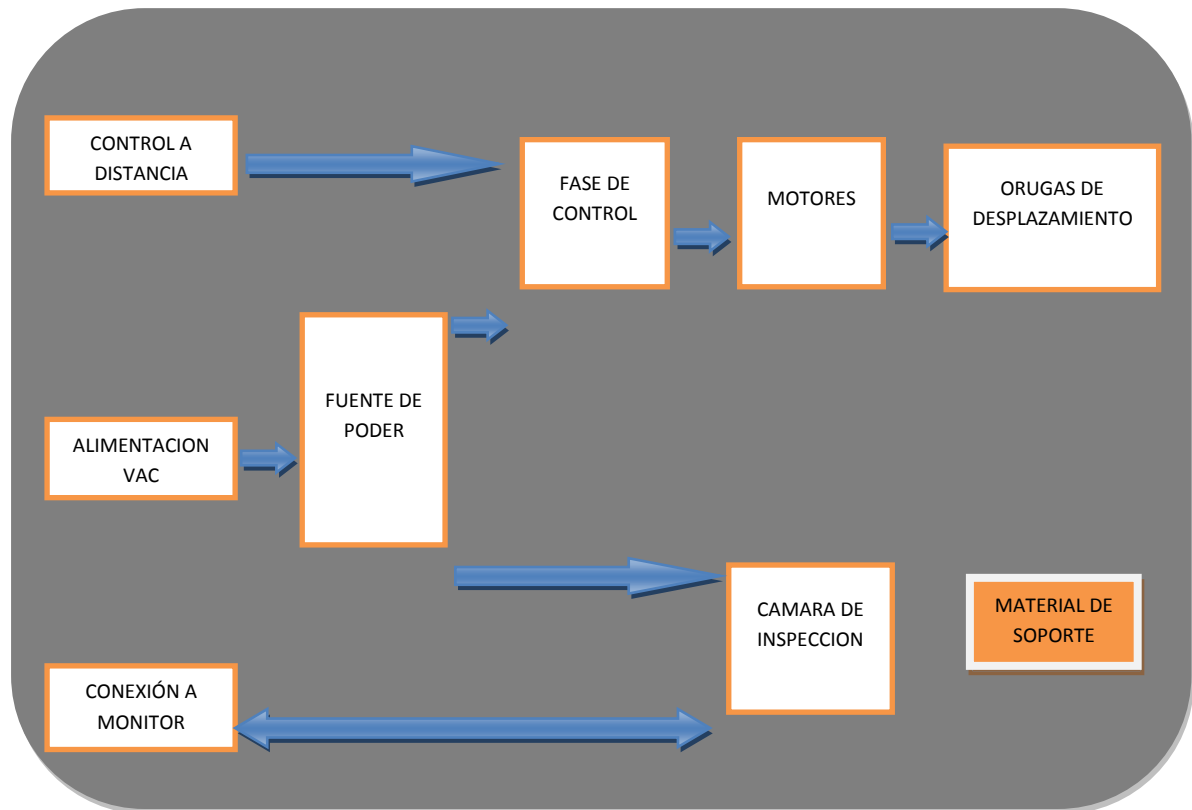 CONTROL A
DISTANCIA
FASE DE
CONTROL
MOTORES
ORUGAS DE
DESPLAZAMIENTO
ALIMENTACION
VAC
FUENTE DE
PODER
CAMARA DE
INSPECCION
MATERIAL DE
SOPORTE
CONEXIÓN A
MONITOR